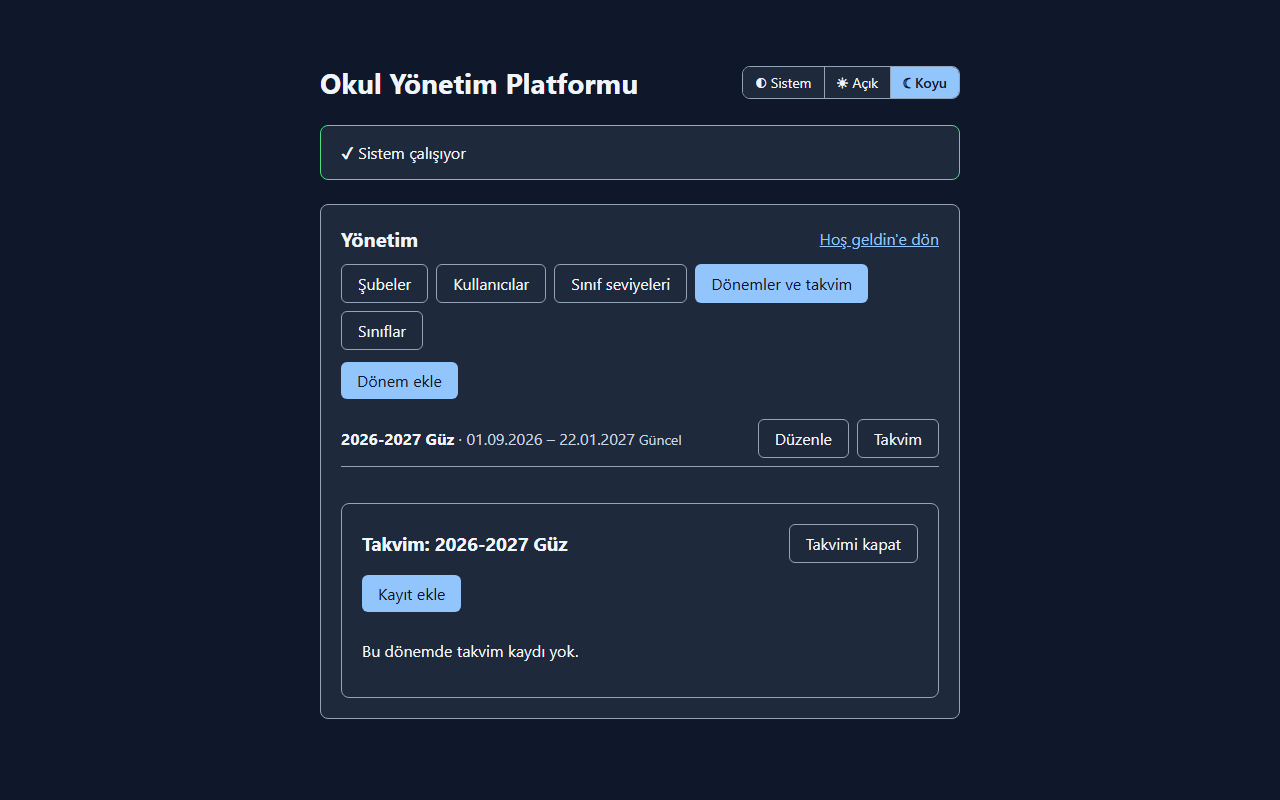 Okul Yönetim Platformu
◐ Sistem
☀ Açık
☾ Koyu
✓ Sistem çalışıyor
Yönetim
Hoş geldin'e dön
Şubeler
Kullanıcılar
Sınıf seviyeleri
Dönemler ve takvim
Sınıflar
Dönem ekle
2026-2027 Güz · 01.09.2026 – 22.01.2027 Güncel
Düzenle
Takvim
Takvim: 2026-2027 Güz
Takvimi kapat
Kayıt ekle
Bu dönemde takvim kaydı yok.